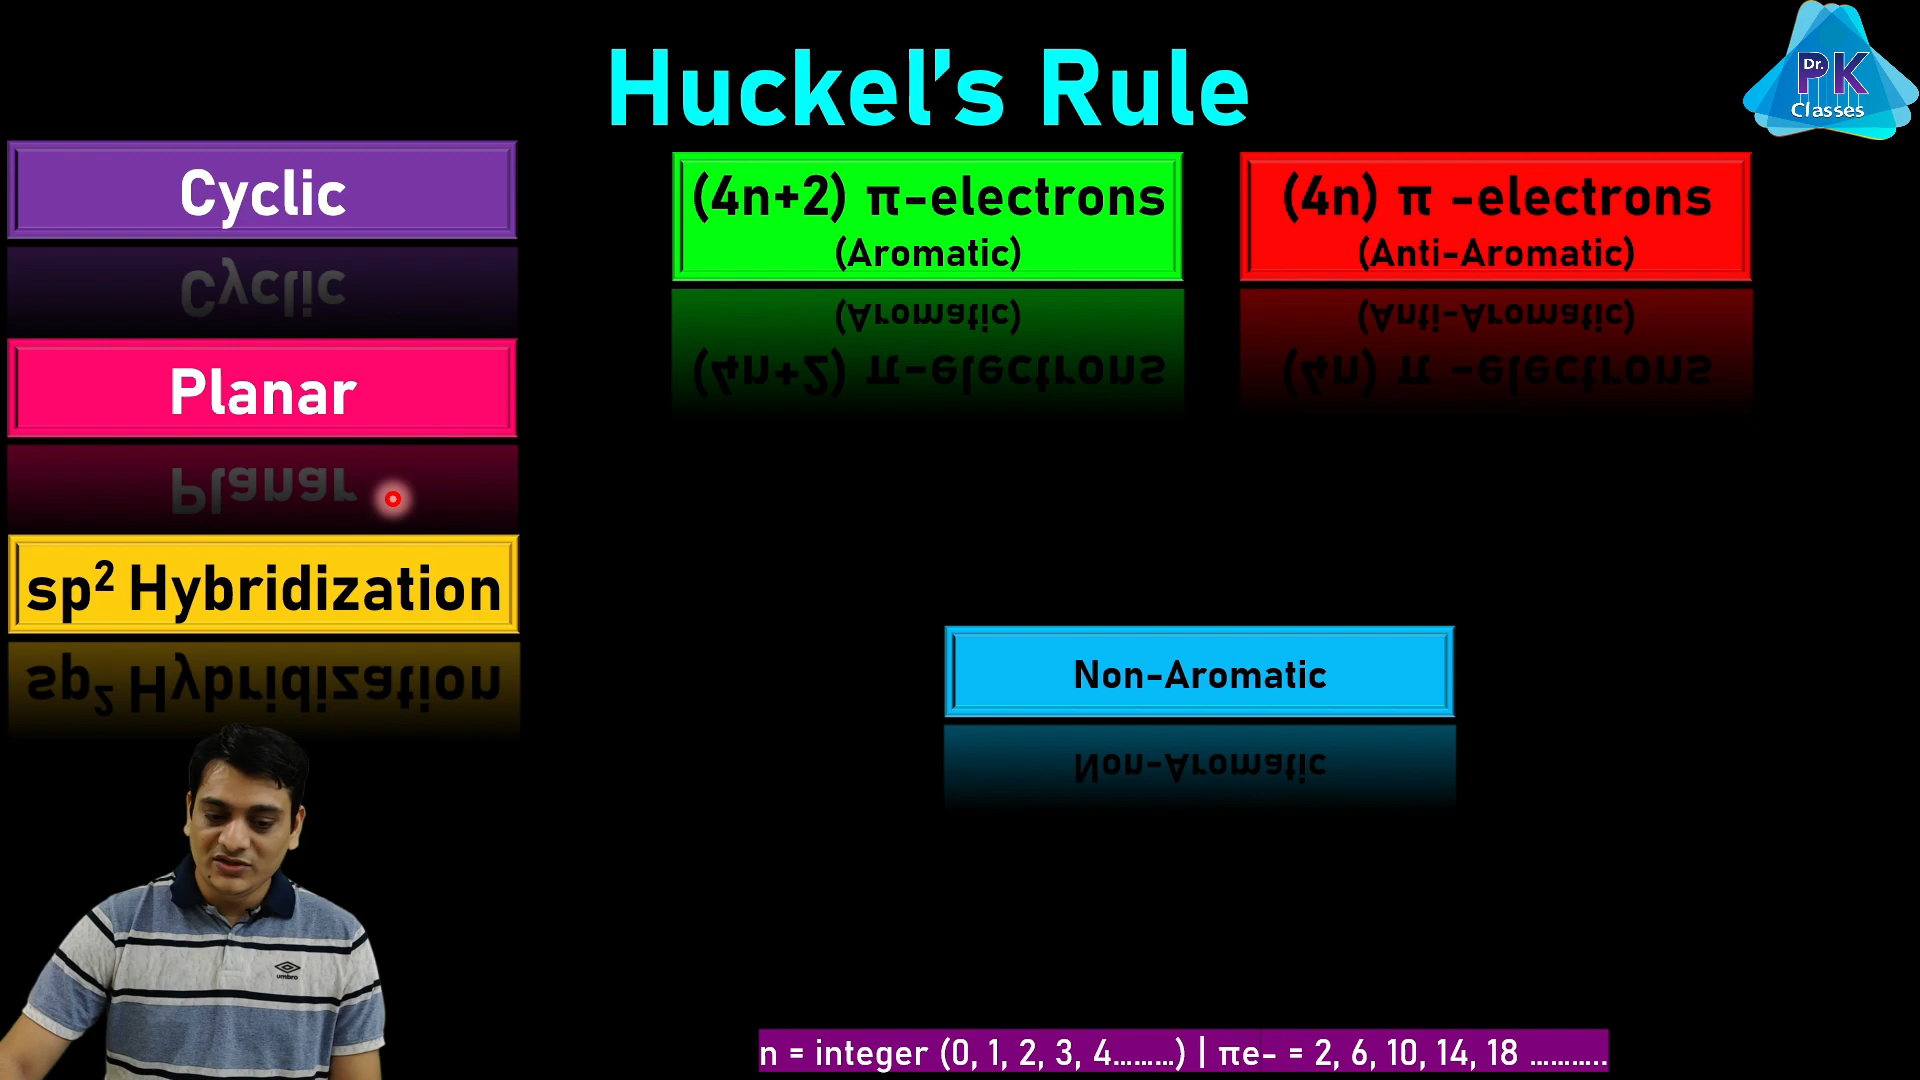 Huckel’s Rule
Dr.
PK
Classes
Cyclic
Planar
sp² Hybridization
(4n+2) π-electrons
(Aromatic)
(4n) π -electrons
(Anti-Aromatic)
Non-Aromatic
umbro
n = integer (0, 1, 2, 3, 4.........) | πe- = 2, 6, 10, 14, 18 ...........